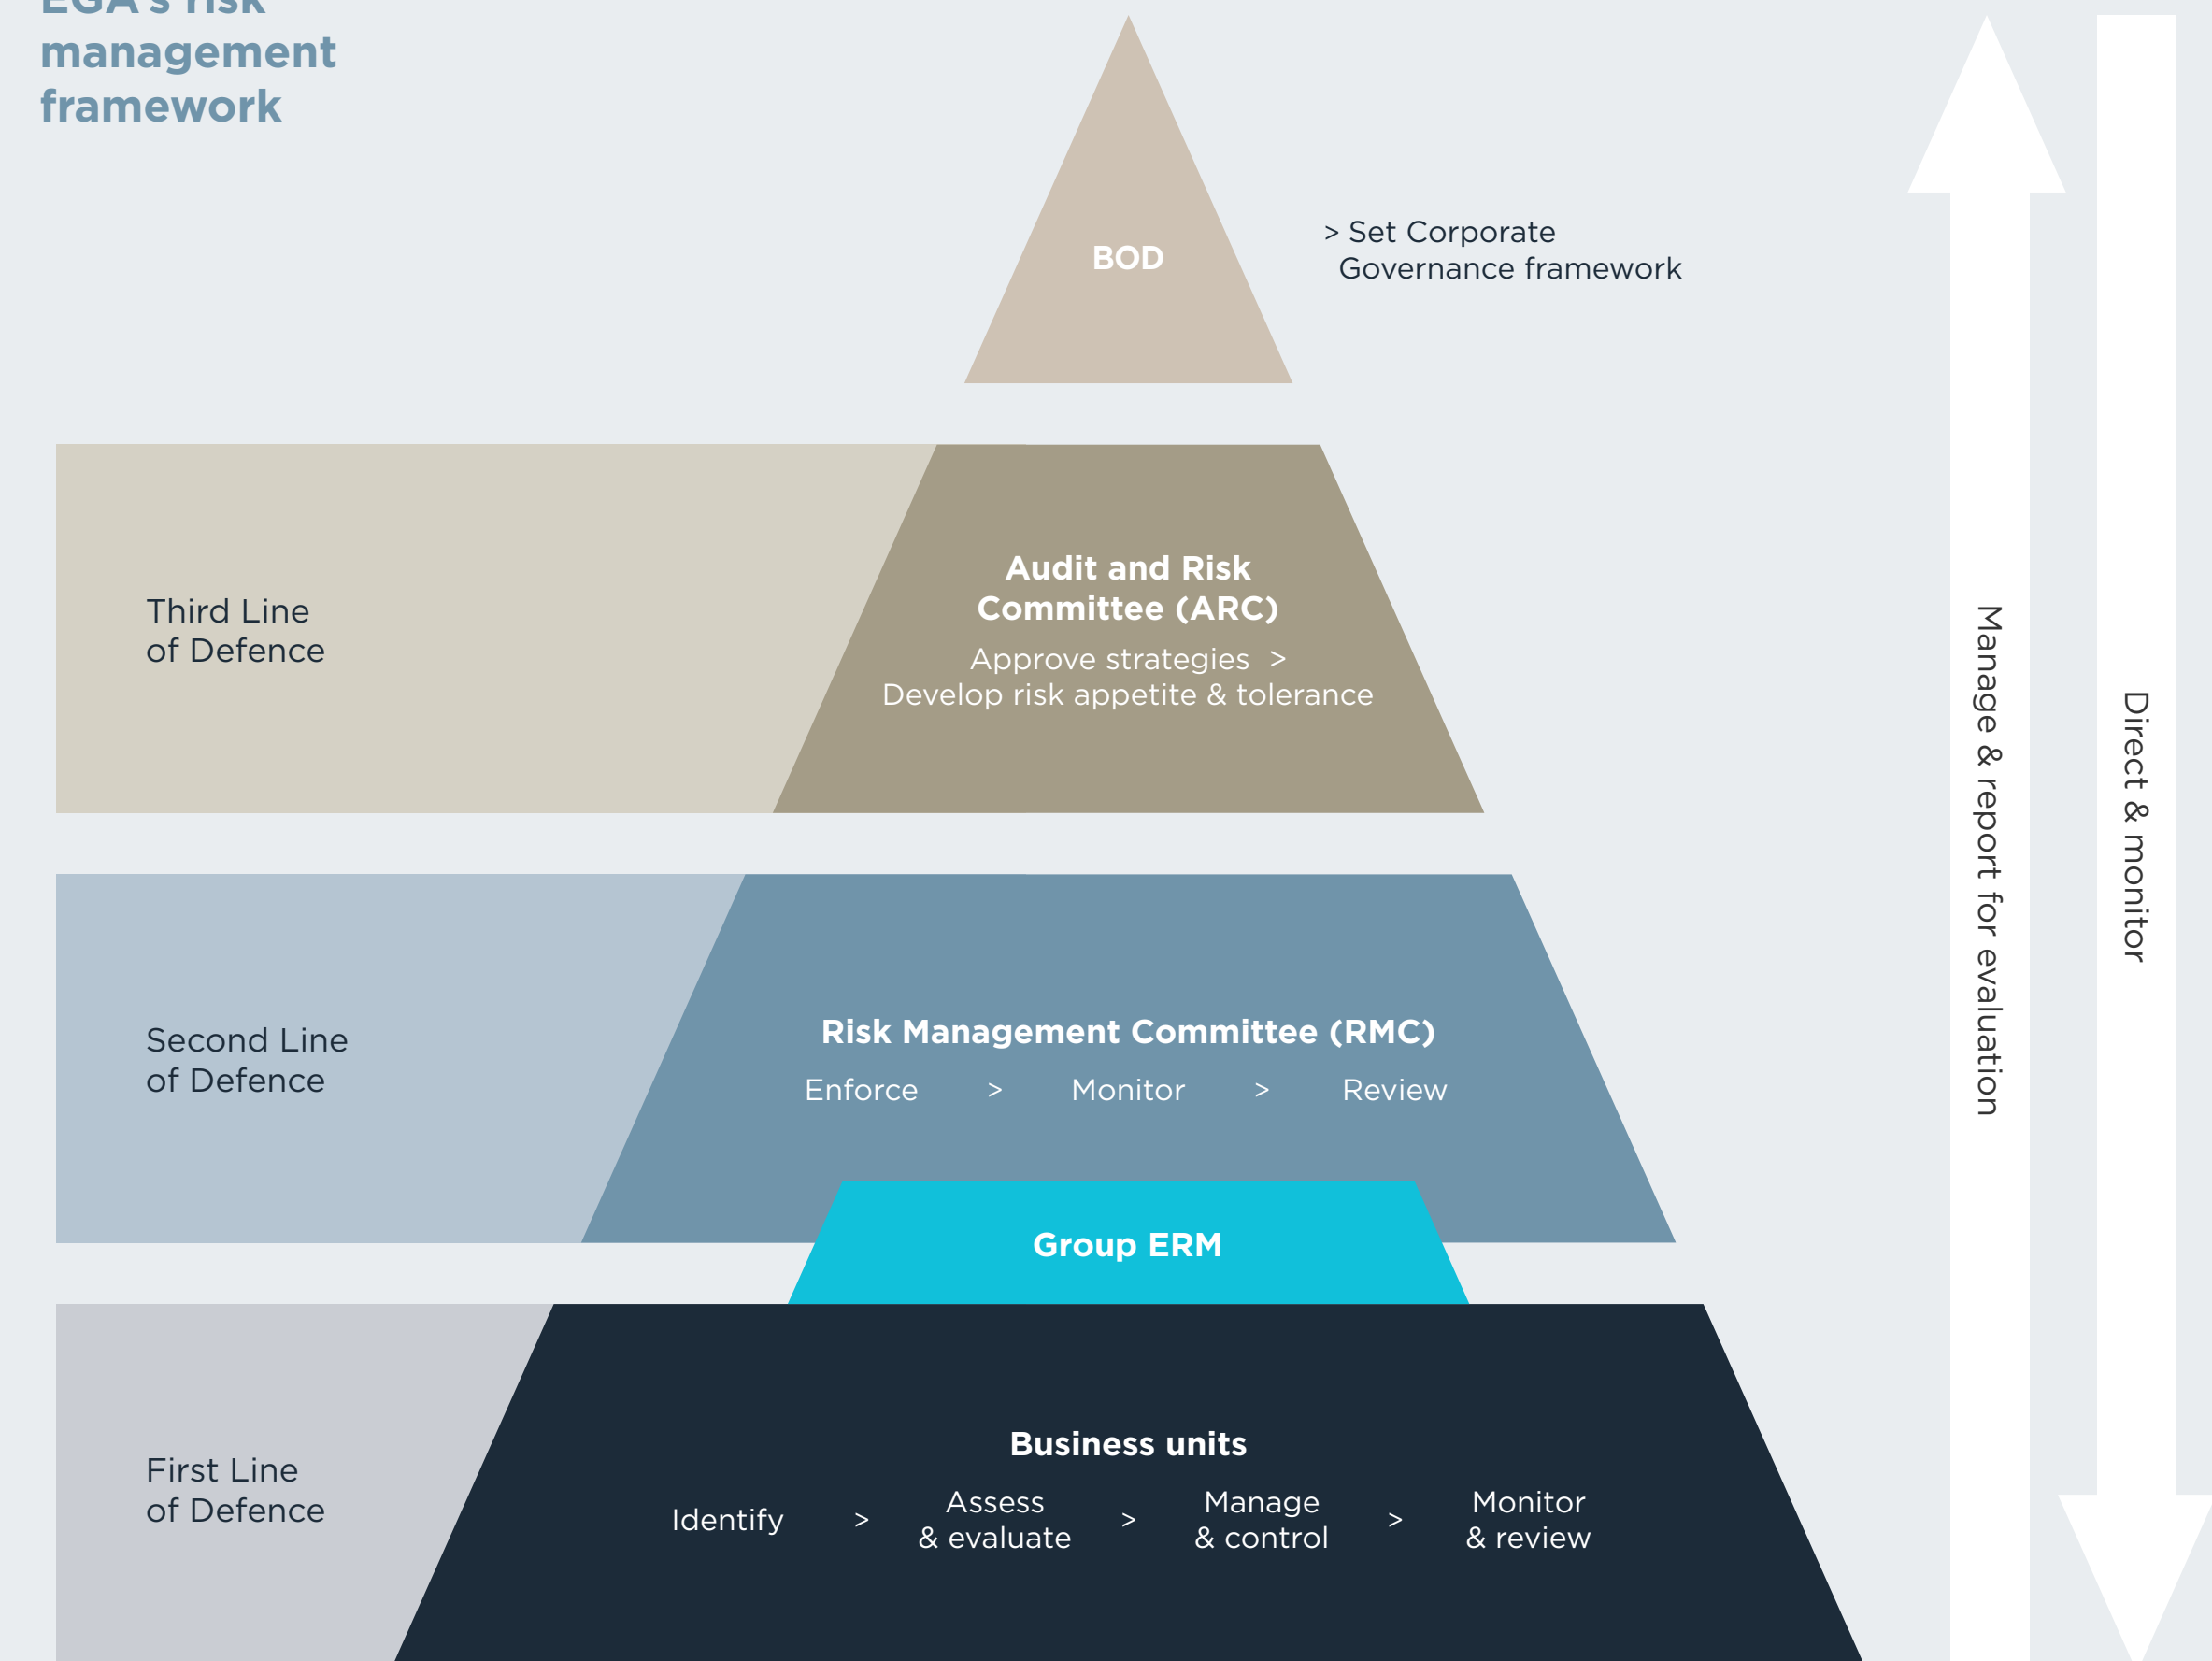 EGA's risk
management
framework
BOD
> Set Corporate
Governance framework
Third Line
of Defence
Audit and Risk
Committee (ARC)
Approve strategies >
Develop risk appetite & tolerance
Second Line
of Defence
Risk Management Committee (RMC)
Enforce > Monitor > Review
Group ERM
First Line
of Defence
Business units
Identify > Assess
& evaluate > Manage
& control > Monitor
& review
Manage & report for evaluation
Direct & monitor